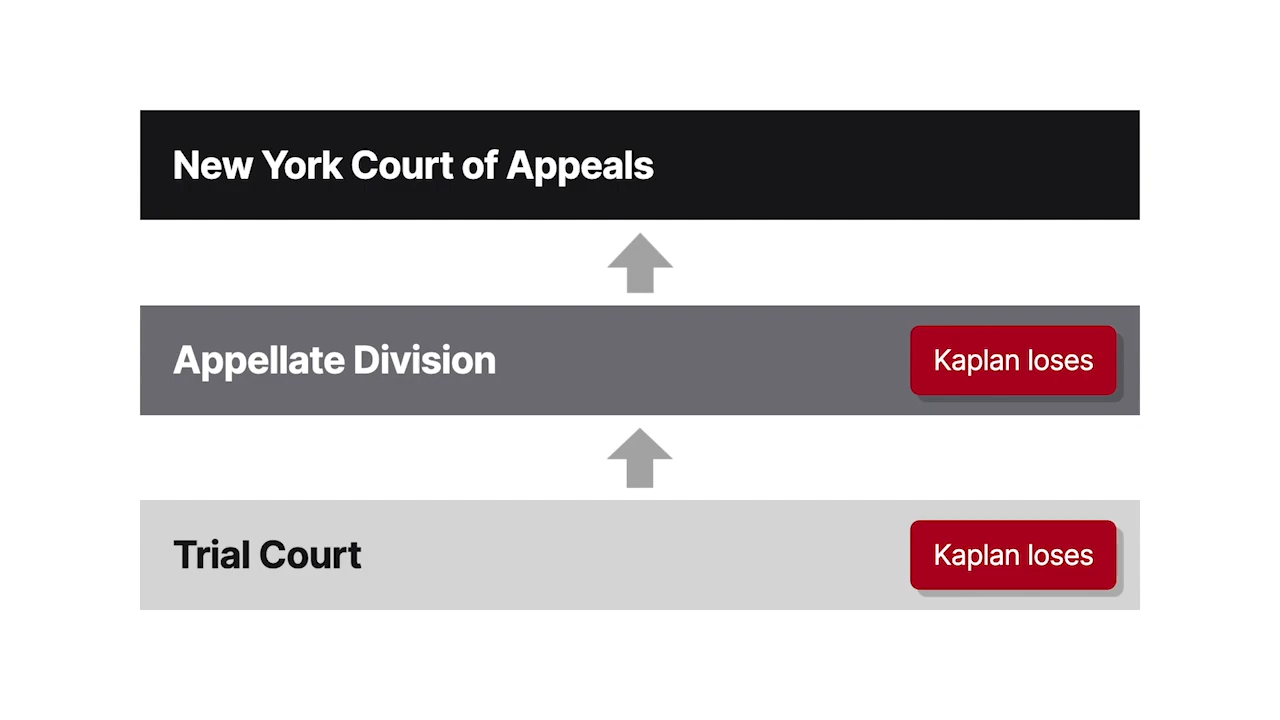 New York Court of Appeals
Appellate Division
Kaplan loses
Trial Court
Kaplan loses